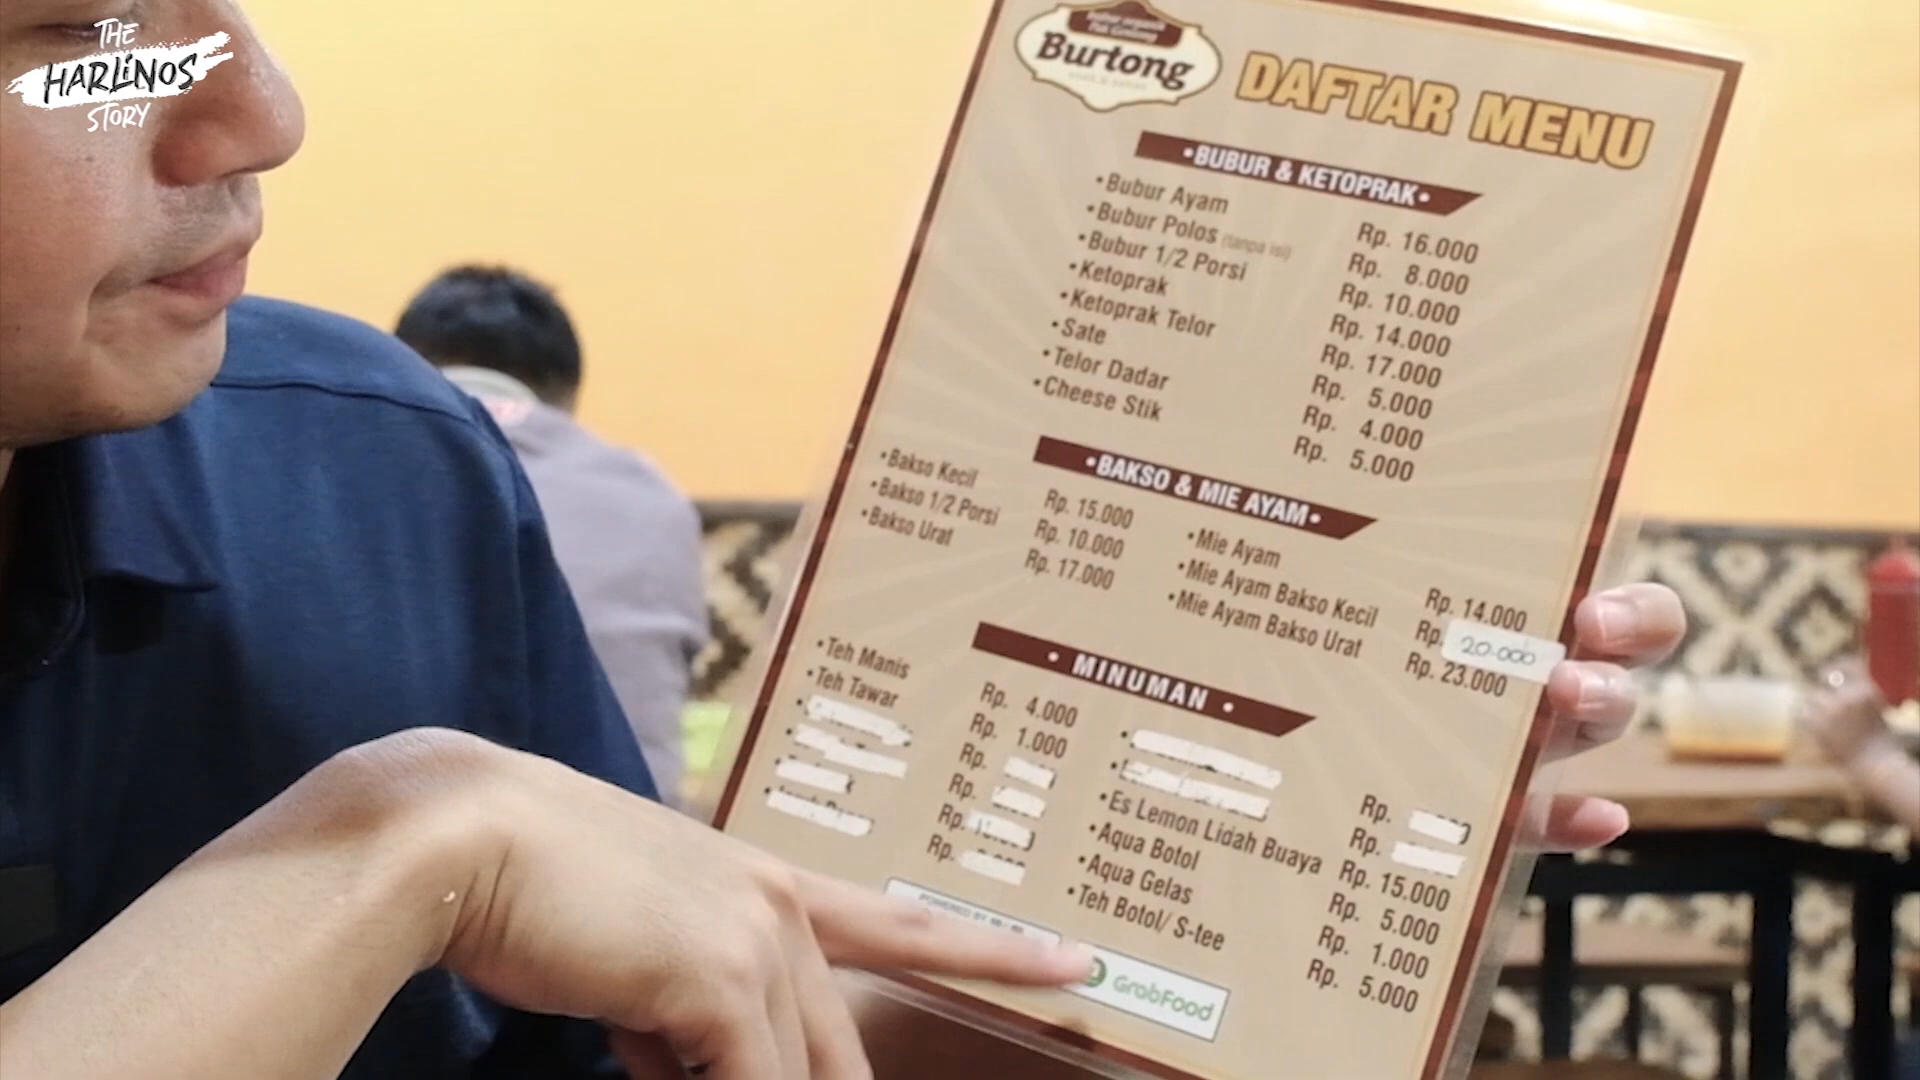 THE
HARLiNOS
STORY
Burtong
DAFTAR MENU
•BUBUR & KETOPRAK•
•Bubur Ayam Rp. 16.000
•Bubur Polos (tanpa isi) Rp. 8.000
•Bubur 1/2 Porsi Rp. 10.000
•Ketoprak Rp. 14.000
•Ketoprak Telor Rp. 17.000
•Sate Rp. 5.000
•Telor Dadar Rp. 4.000
•Cheese Stik Rp. 5.000
•BAKSO & MIE AYAM•
•Bakso Kecil Rp. 15.000
•Bakso 1/2 Porsi Rp. 10.000
•Bakso Urat Rp. 17.000
•Mie Ayam Rp. 14.000
•Mie Ayam Bakso Kecil Rp. 20.000
•Mie Ayam Bakso Urat Rp. 23.000
• MINUMAN •
•Teh Manis Rp. 4.000
•Teh Tawar Rp. 1.000
• Rp.
• Rp.
• Rp.
• Rp.
• Rp.
• Rp.
•Es Lemon Lidah Buaya Rp. 15.000
•Aqua Botol Rp. 5.000
•Aqua Gelas Rp. 1.000
•Teh Botol/ S-tee Rp. 5.000
POWERED BY
GrabFood